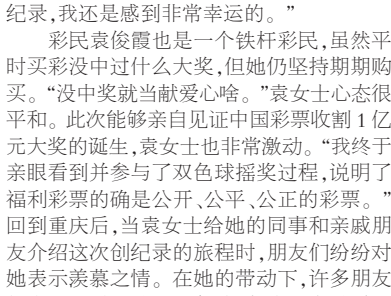 纪录，我还是感到非常幸运的。”
彩民袁俊霞也是一个铁杆彩民，虽然平
时买彩没中过什么大奖，但她仍坚持期期购
买。“没中奖就当献爱心啥。”袁女士心态很
平和。此次能够亲自见证中国彩票收割1亿
元大奖的诞生，袁女士也非常激动。“我终于
亲眼看到并参与了双色球摇奖过程，说明了
福利彩票的确是公开、公平、公正的彩票。”
回到重庆后，当袁女士给她的同事和亲戚朋
友介绍这次创纪录的旅程时，朋友们纷纷对
她表示羡慕之情。在她的带动下，许多朋友